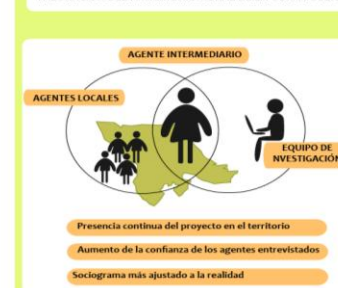 AGENTE INTERMEDIARIO
AGENTES LOCALES
EQUIPO DE
NVESTIGACIÓN
Presencia continua del proyecto en el territorio
Aumento de la confianza de los agentes entrevistados
Sociograma más ajustado a la realidad